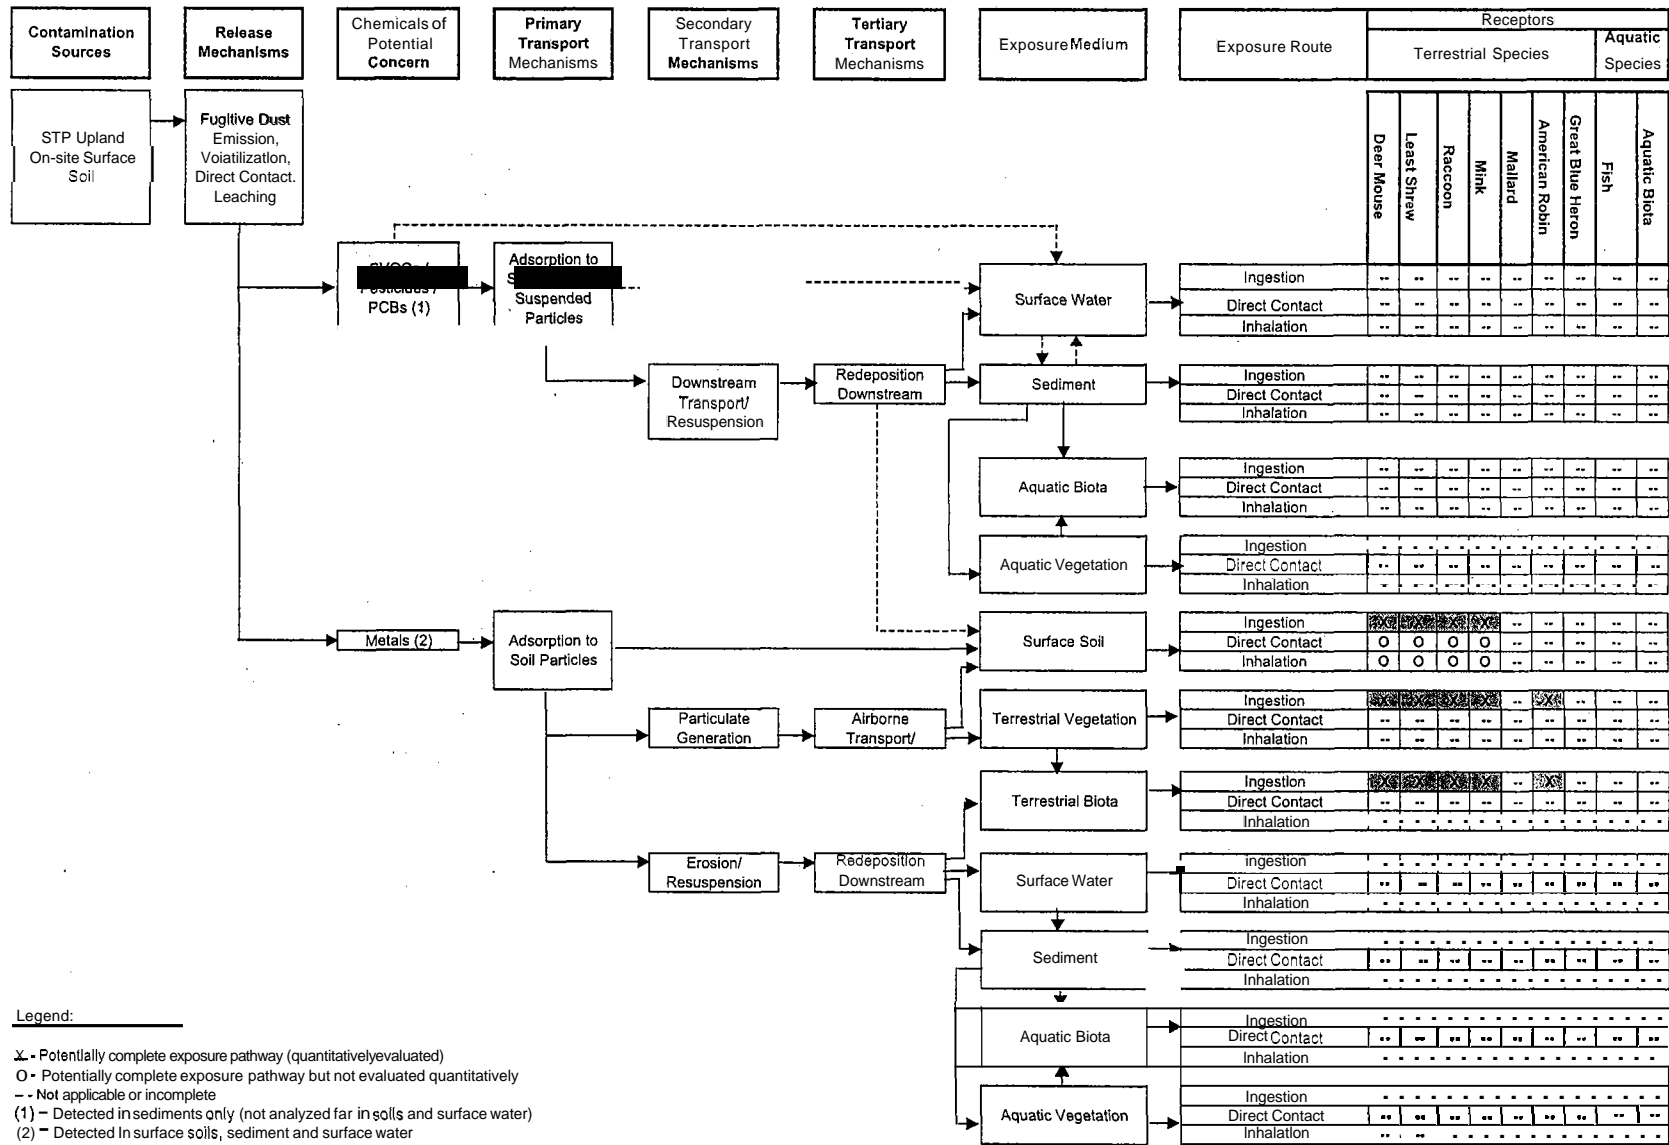 Contamination
Sources
Release
Mechanisms
Chemicals of
Potential
Concern
Primary
Transport
Mechanisms
Secondary
Transport
Mechanisms
Tertiary
Transport
Mechanisms
Exposure Medium
Exposure Route
Receptors
Terrestrial Species
Aquatic
Species
STP Upland
On-site Surface
Soil
Fugitive Dust
Emission,
Volatilization,
Direct Contact.
Leaching
Deer Mouse
Least Shrew
Raccoon
Mink
Mallard
American Robin
Great Blue Heron
Fish
Aquatic Biota
PCBs (1)
Adsorption to
Suspended
Particles
Surface Water
Ingestion -- -- -- -- -- -- -- -- --
Direct Contact -- -- -- -- -- -- -- -- --
Inhalation -- -- -- -- -- -- -- -- --
Downstream
Transport/
Resuspension
Redeposition
Downstream
Sediment
Ingestion -- -- -- -- -- -- -- -- --
Direct Contact -- -- -- -- -- -- -- -- --
Inhalation -- -- -- -- -- -- -- -- --
Aquatic Biota
Ingestion -- -- -- -- -- -- -- -- --
Direct Contact -- -- -- -- -- -- -- -- --
Inhalation -- -- -- -- -- -- -- -- --
Aquatic Vegetation
Ingestion -- -- -- -- -- -- -- -- --
Direct Contact -- -- -- -- -- -- -- -- --
Inhalation -- -- -- -- -- -- -- -- --
Metals (2)
Adsorption to
Soil Particles
Surface Soil
Ingestion X X X X -- -- -- -- --
Direct Contact O O O O -- -- -- -- --
Inhalation O O O O -- -- -- -- --
Particulate
Generation
Airborne
Transport/
Terrestrial Vegetation
Ingestion X X X X -- X -- -- --
Direct Contact -- -- -- -- -- -- -- -- --
Inhalation -- -- -- -- -- -- -- -- --
Terrestrial Biota
Ingestion X X X X -- X -- -- --
Direct Contact -- -- -- -- -- -- -- -- --
Inhalation -- -- -- -- -- -- -- -- --
Erosion/
Resuspension
Redeposition
Downstream
Surface Water
ingestion -- -- -- -- -- -- -- -- --
Direct Contact -- -- -- -- -- -- -- -- --
Inhalation -- -- -- -- -- -- -- -- --
Sediment
Ingestion -- -- -- -- -- -- -- -- --
Direct Contact -- -- -- -- -- -- -- -- --
Inhalation -- -- -- -- -- -- -- -- --
Aquatic Biota
Ingestion -- -- -- -- -- -- -- -- --
Direct Contact -- -- -- -- -- -- -- -- --
Inhalation -- -- -- -- -- -- -- -- --
Aquatic Vegetation
Ingestion -- -- -- -- -- -- -- -- --
Direct Contact -- -- -- -- -- -- -- -- --
Inhalation -- -- -- -- -- -- -- -- --
Legend:
X - Potentially complete exposure pathway (quantitativelyevaluated)
O - Potentially complete exposure pathway but not evaluated quantitatively
-- Not applicable or incomplete
(1) - Detected in sediments only (not analyzed far in soils and surface water)
(2) - Detected In surface soils, sediment and surface water